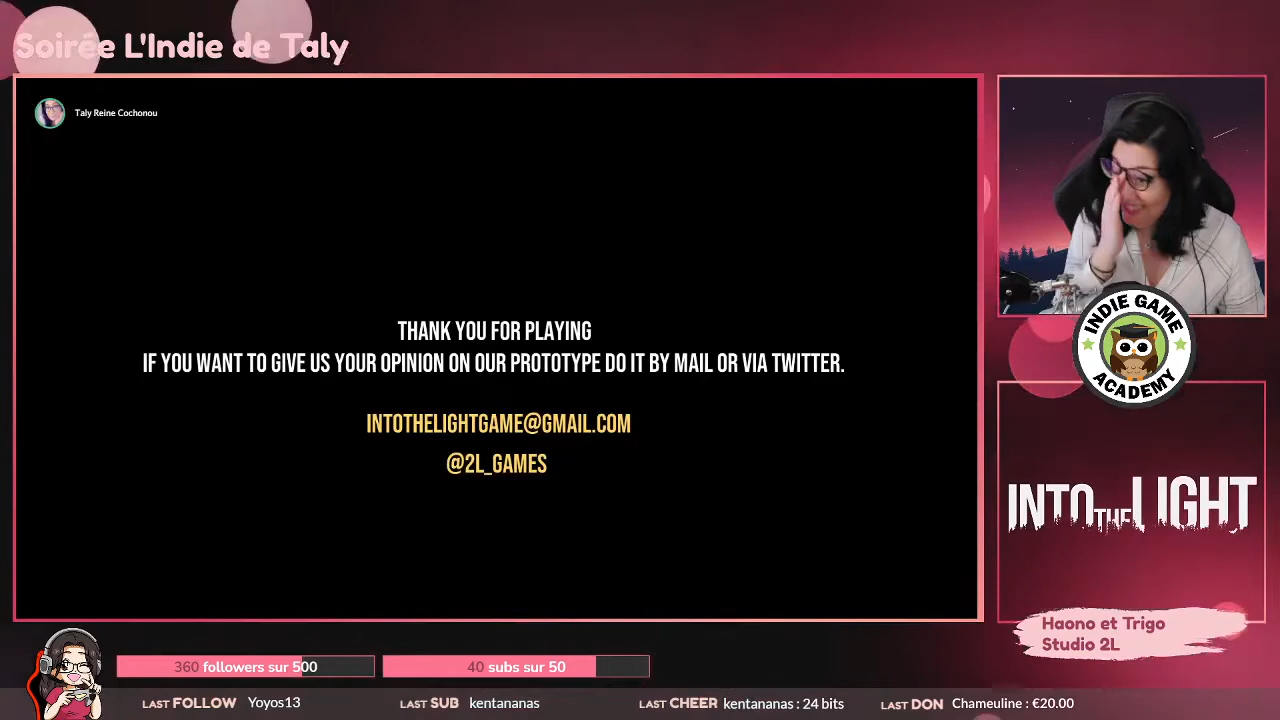 Soirée L'Indie de Taly
Taly Reine Cochonou
THANK YOU FOR PLAYING
IF YOU WANT TO GIVE US YOUR OPINION ON OUR PROTOTYPE DO IT BY MAIL OR VIA TWITTER.
INTOTHELIGHTGAME@GMAIL.COM
@2L_GAMES
INDIE GAME
ACADEMY
INTO THE LIGHT
Haono et Trigo
Studio 2L
360 followers sur 500
40 subs sur 50
LAST FOLLOW Yoyos13
LAST SUB kentananas
LAST CHEER kentananas : 24 bits
LAST DON Chameuline : €20.00